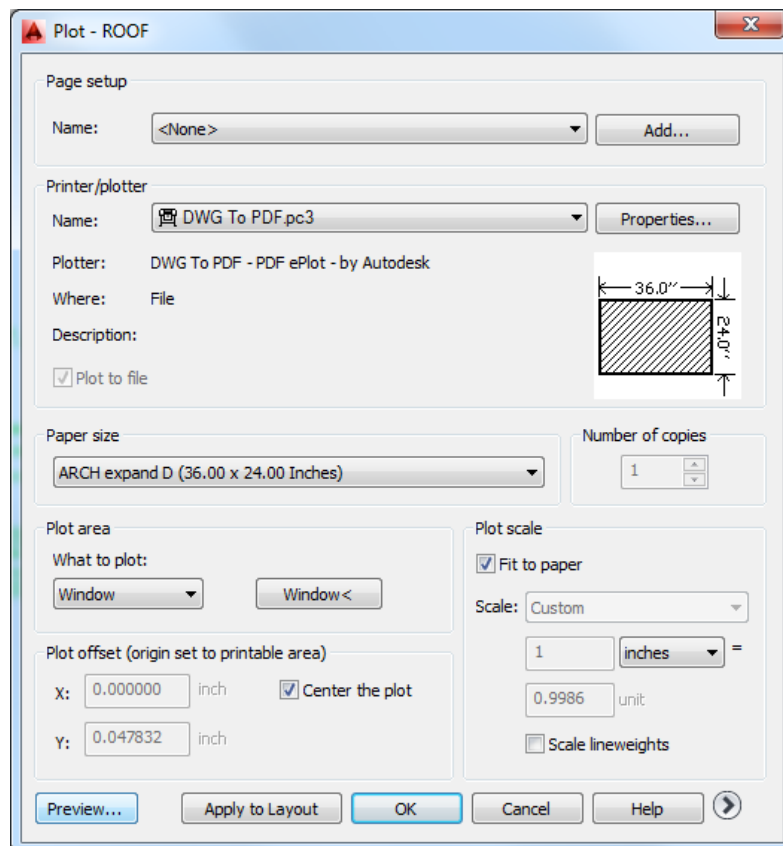 Plot - ROOF
Page setup
Name: <None> Add...
Printer/plotter
Name: DWG To PDF.pc3 Properties...
Plotter: DWG To PDF - PDF ePlot - by Autodesk
Where: File
Description:
Plot to file
36.0''
24.0''
Paper size
ARCH expand D (36.00 x 24.00 Inches)
Number of copies
1
Plot area
What to plot:
Window Window<
Plot offset (origin set to printable area)
X: 0.000000 inch Center the plot
Y: 0.047832 inch
Plot scale
Fit to paper
Scale: Custom
1 inches =
0.9986 unit
Scale lineweights
Preview... Apply to Layout OK Cancel Help